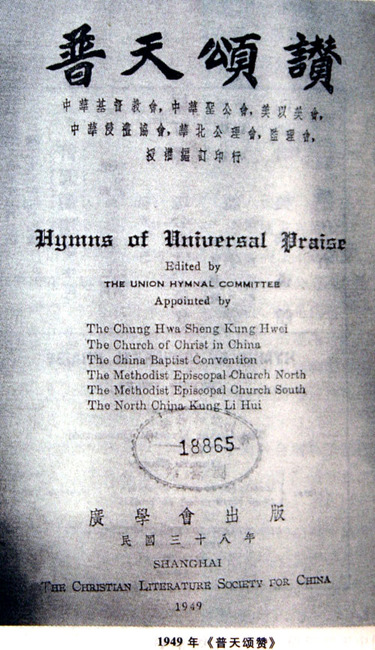 普天頌讚
中華基督教會，中華聖公會，美以美會，
中華浸禮協會，華北公理會，監理會，
授權編訂印行
Hymns of Universal Praise
Edited by
THE UNION HYMNAL COMMITTEE
Appointed by
The Chung Hwa Sheng Kung Hwei
The Church of Christ in China
The China Baptist Convention
The Methodist Episcopal Church North
The Methodist Episcopal Church South
The North China Kung Li Hui
18865
廣學會出版
民國三十八年
SHANGHAI
THE CHRISTIAN LITERATURE SOCIETY FOR CHINA
1949
1949 年《普天颂赞》